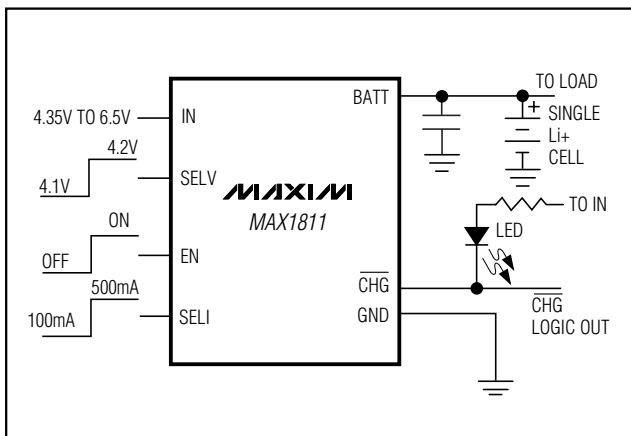 BATT
TO LOAD
4.35V TO 6.5V
IN
+
SINGLE
Li+
CELL
4.2V
4.1V
SELV
MAXIM
MAX1811
TO IN
ON
OFF
EN
LED
500mA
100mA
SELI
CHG
GND
CHG
LOGIC OUT